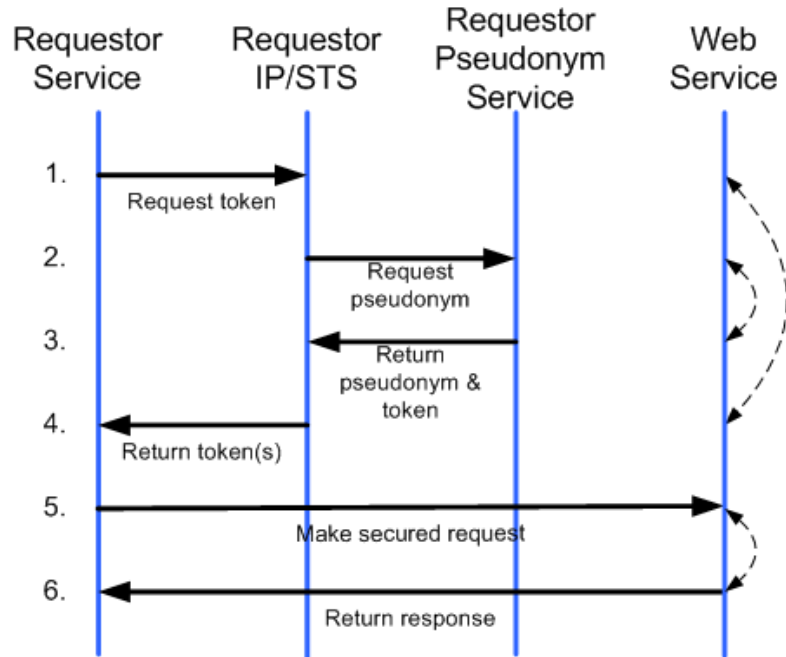 Requestor
Service
Requestor
IP/STS
Requestor
Pseudonym
Service
Web
Service
1.
Request token
2.
Request
pseudonym
3.
Return
pseudonym &
token
4.
Return token(s)
5.
Make secured request
6.
Return response